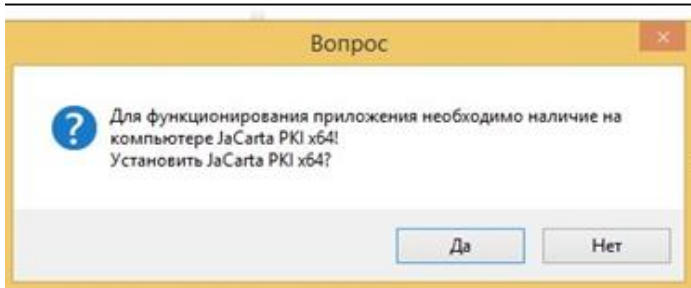 Вопрос
Для функционирования приложения необходимо наличие на
компьютере JaCarta PKI x64!
Установить JaCarta PKI x64?
Да
Нет